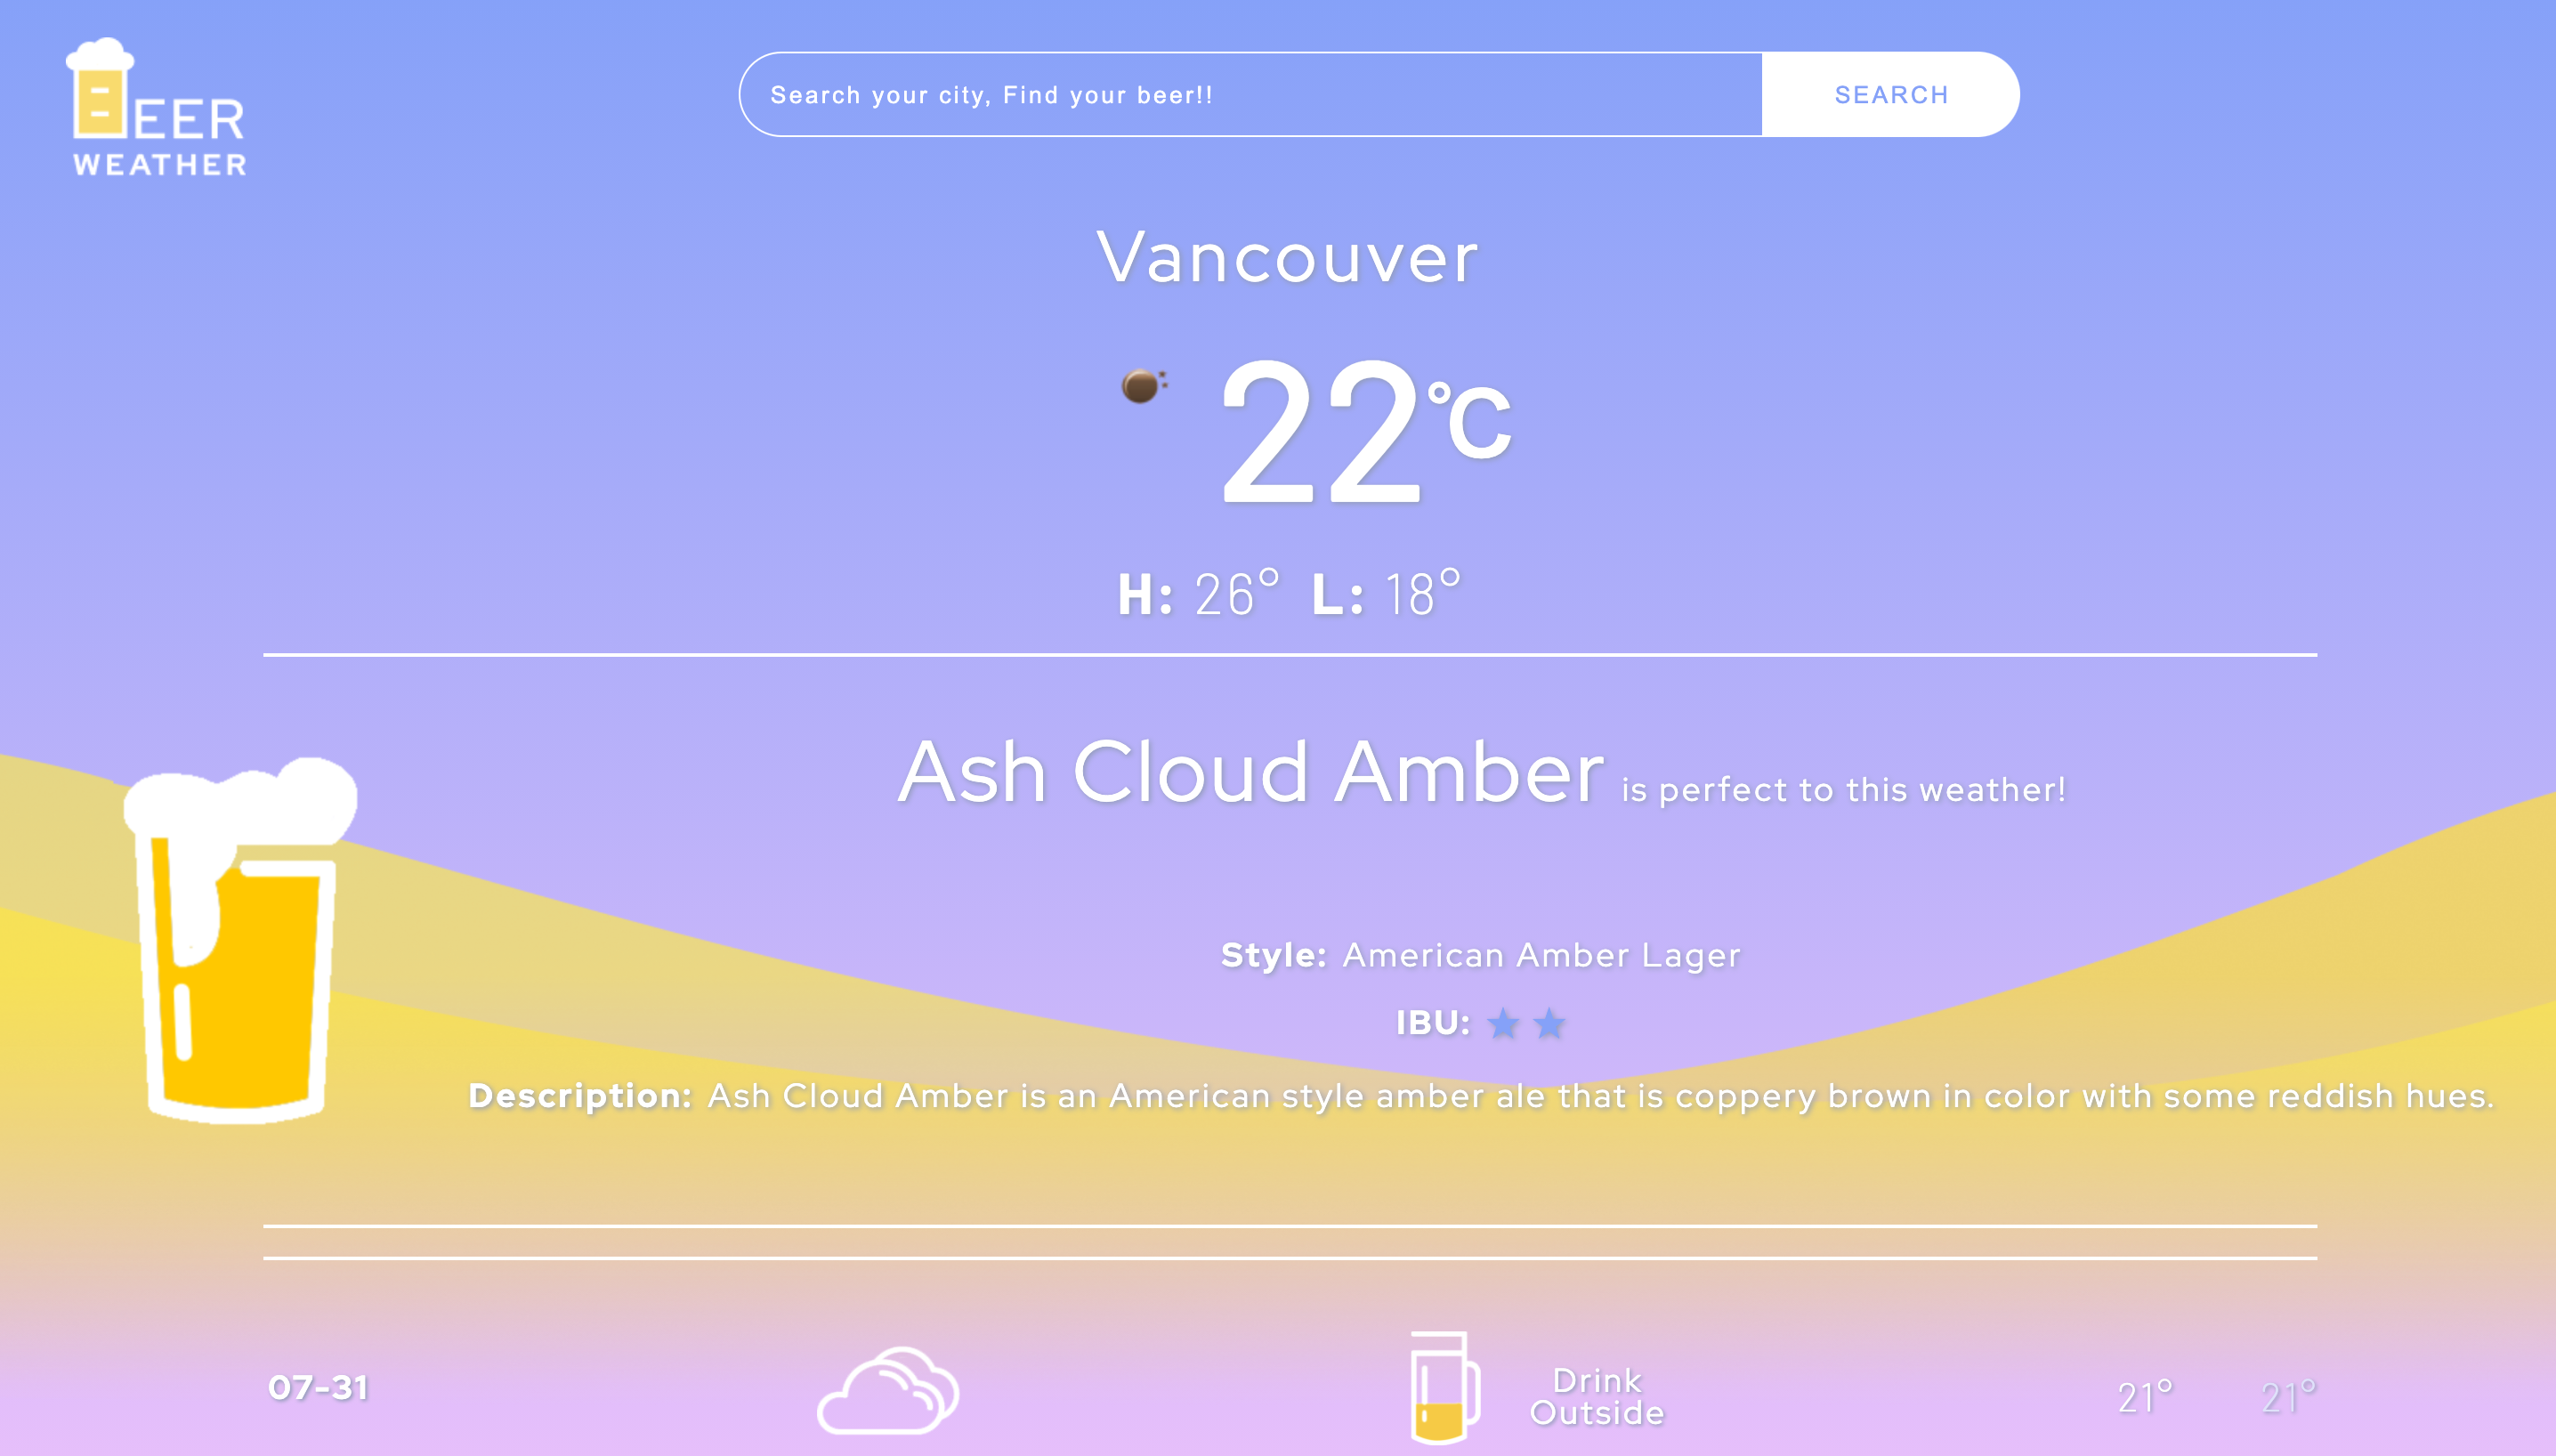 BEER
WEATHER
Search your city, Find your beer!!
SEARCH
Vancouver
22°C
H: 26° L: 18°
Ash Cloud Amber is perfect to this weather!
Style: American Amber Lager
IBU: ★ ★
Description: Ash Cloud Amber is an American style amber ale that is coppery brown in color with some reddish hues.
07-31
Drink
Outside
21° 21°